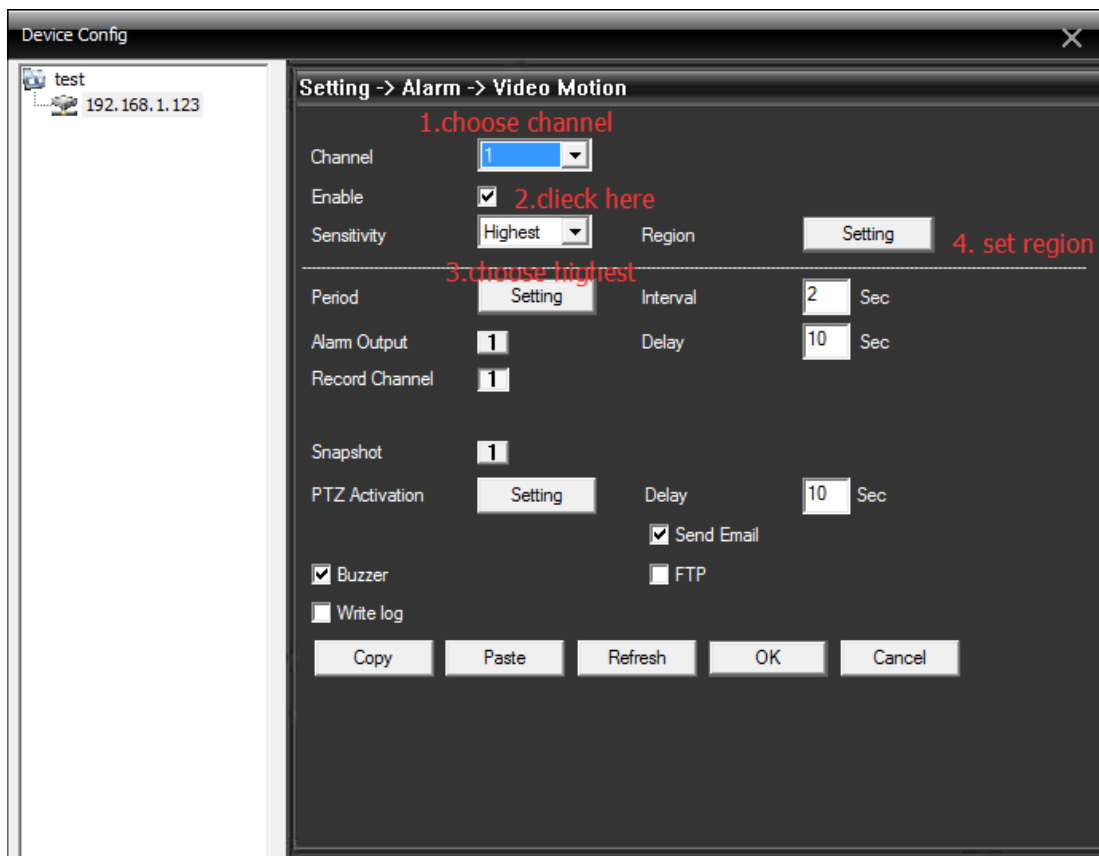 Device Config
test
192.168.1.123
Setting -> Alarm -> Video Motion
1.choose channel
Channel 1
Enable 2.clieck here
Sensitivity Highest Region Setting 4. set region
3.choose highest
Period Setting Interval 2 Sec
Alarm Output 1 Delay 10 Sec
Record Channel 1
Snapshot 1
PTZ Activation Setting Delay 10 Sec
Send Email
Buzzer FTP
Write log
Copy Paste Refresh OK Cancel